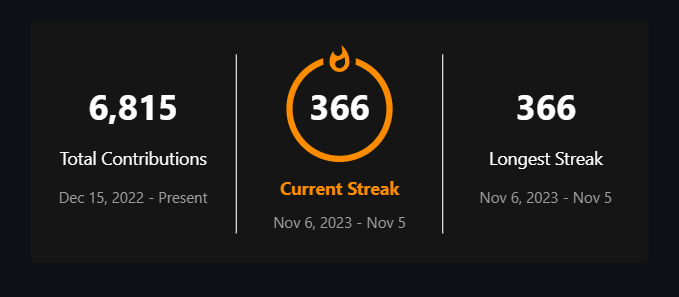 6,815
Total Contributions
Dec 15, 2022 - Present
366
Current Streak
Nov 6, 2023 - Nov 5
366
Longest Streak
Nov 6, 2023 - Nov 5